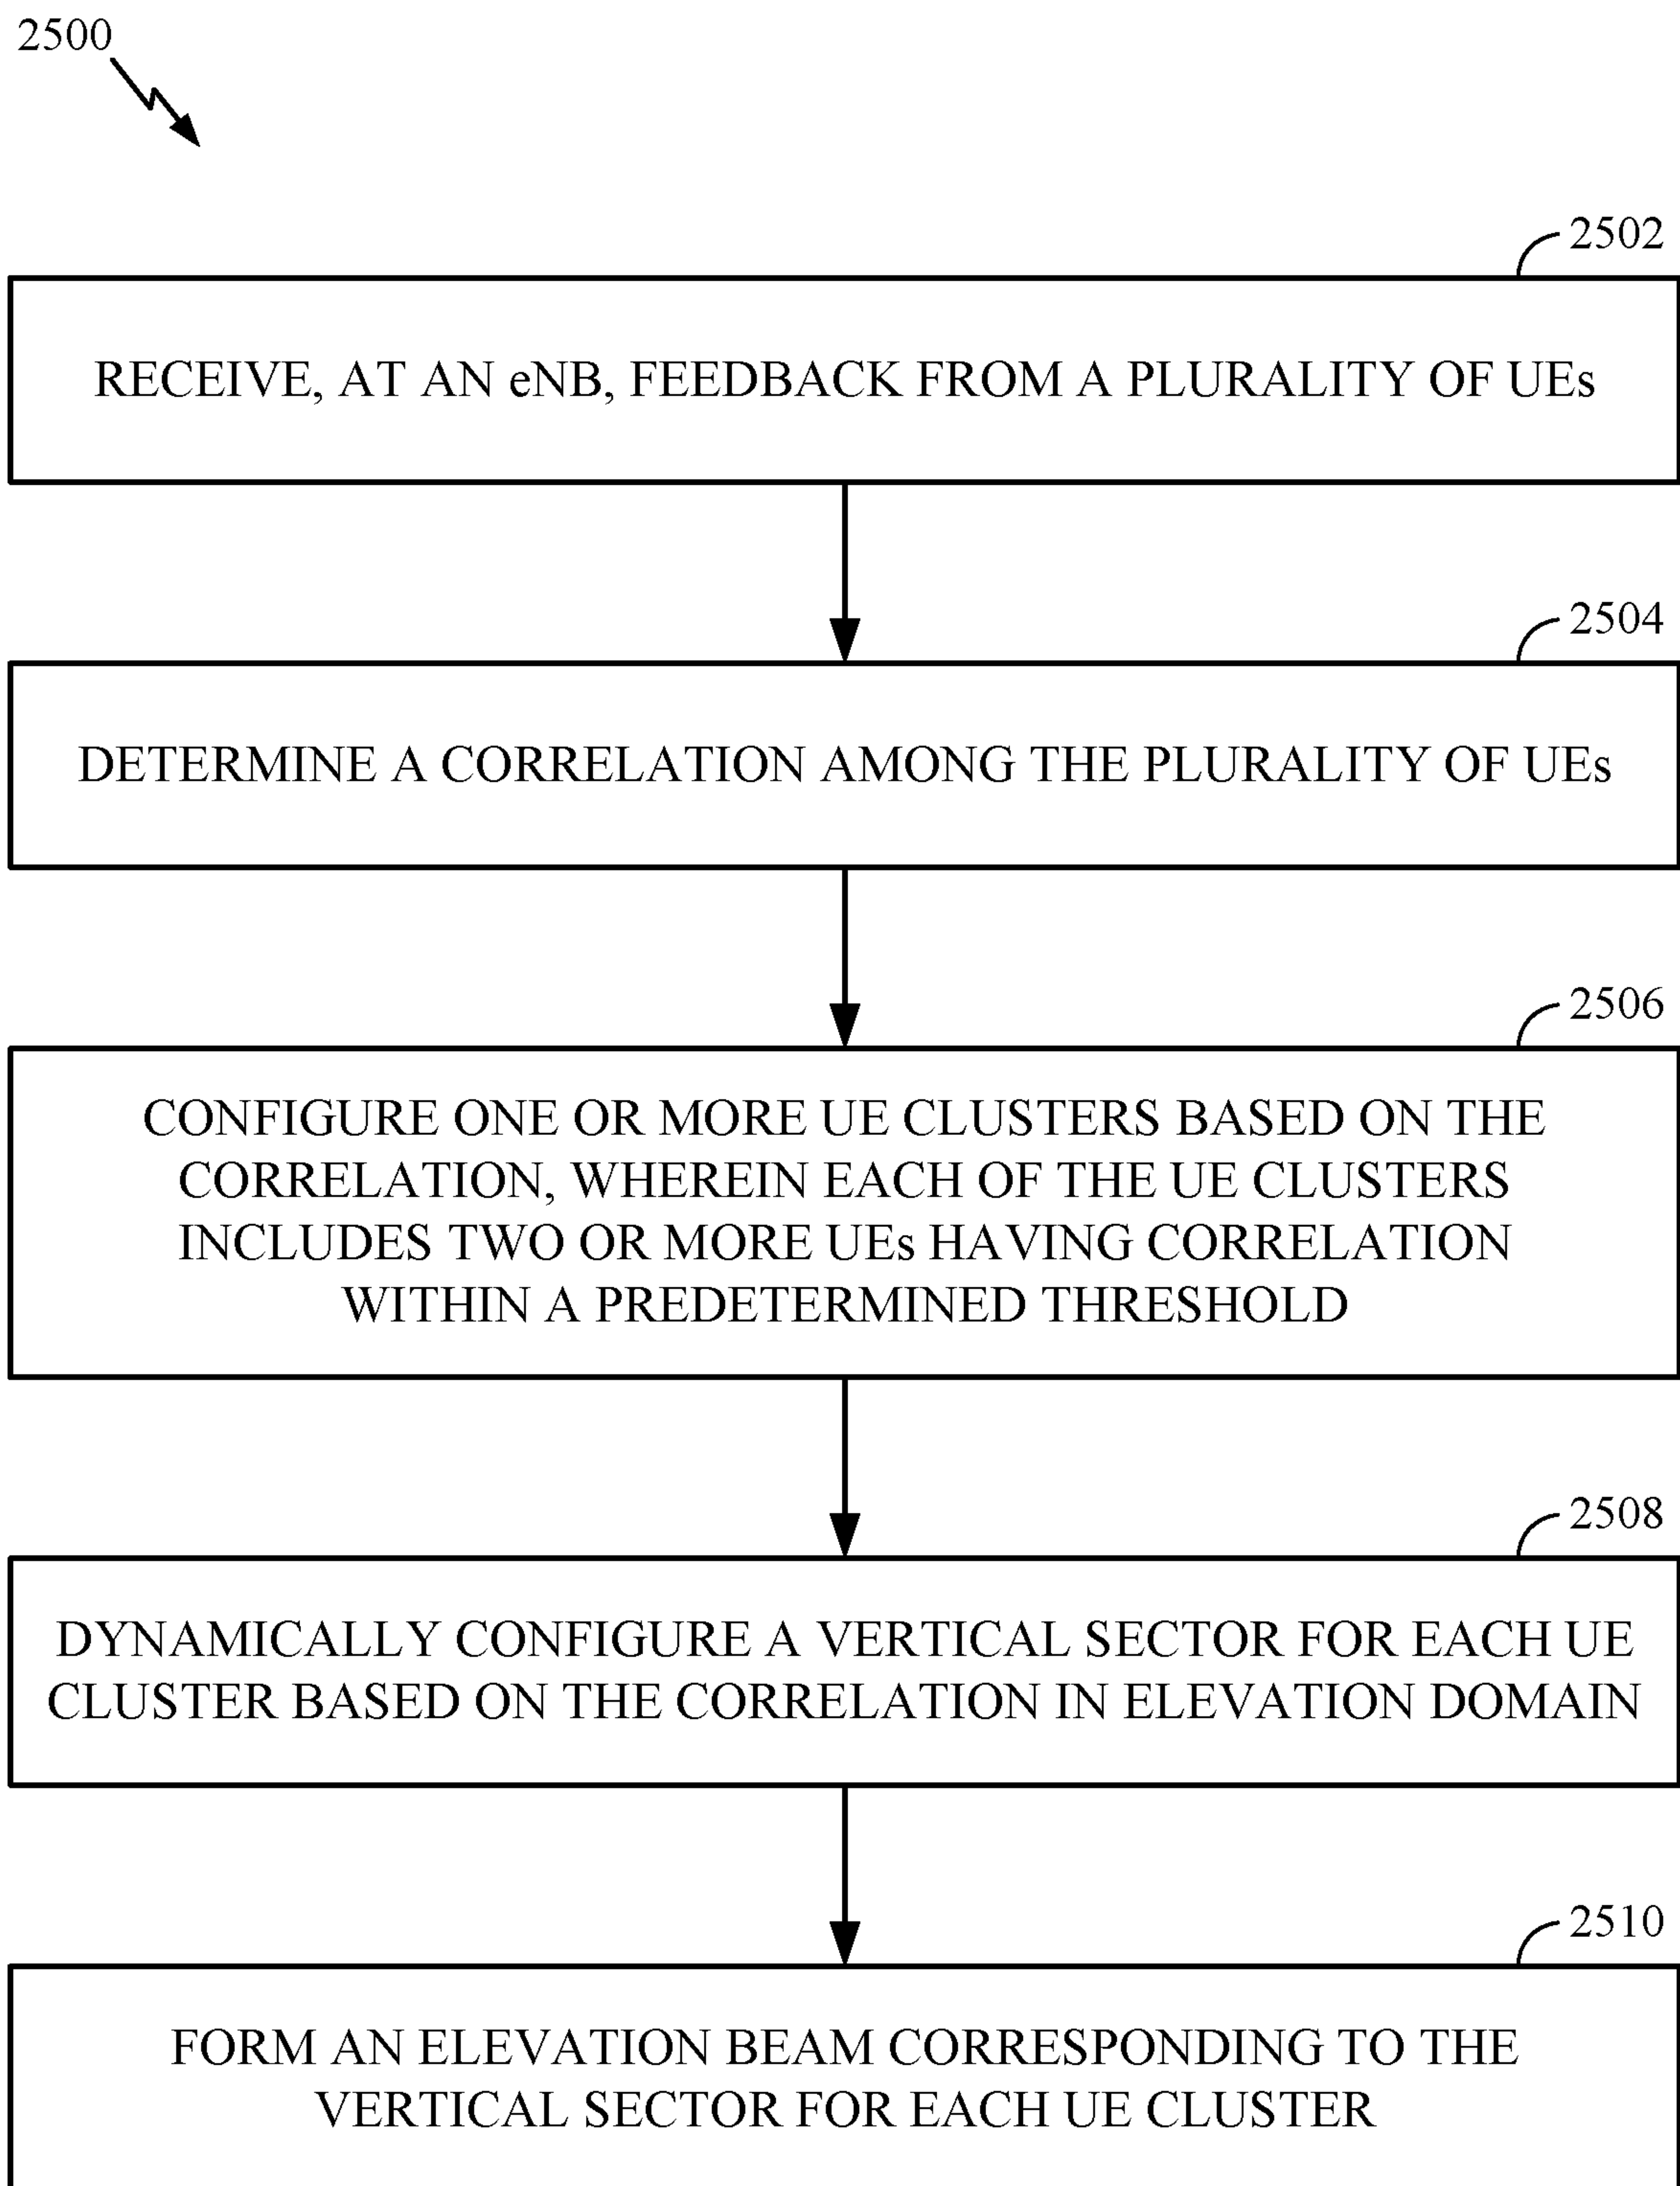 2500
2502
RECEIVE, AT AN eNB, FEEDBACK FROM A PLURALITY OF UEs
2504
DETERMINE A CORRELATION AMONG THE PLURALITY OF UEs
2506
CONFIGURE ONE OR MORE UE CLUSTERS BASED ON THE
CORRELATION, WHEREIN EACH OF THE UE CLUSTERS
INCLUDES TWO OR MORE UEs HAVING CORRELATION
WITHIN A PREDETERMINED THRESHOLD
2508
DYNAMICALLY CONFIGURE A VERTICAL SECTOR FOR EACH UE
CLUSTER BASED ON THE CORRELATION IN ELEVATION DOMAIN
2510
FORM AN ELEVATION BEAM CORRESPONDING TO THE
VERTICAL SECTOR FOR EACH UE CLUSTER